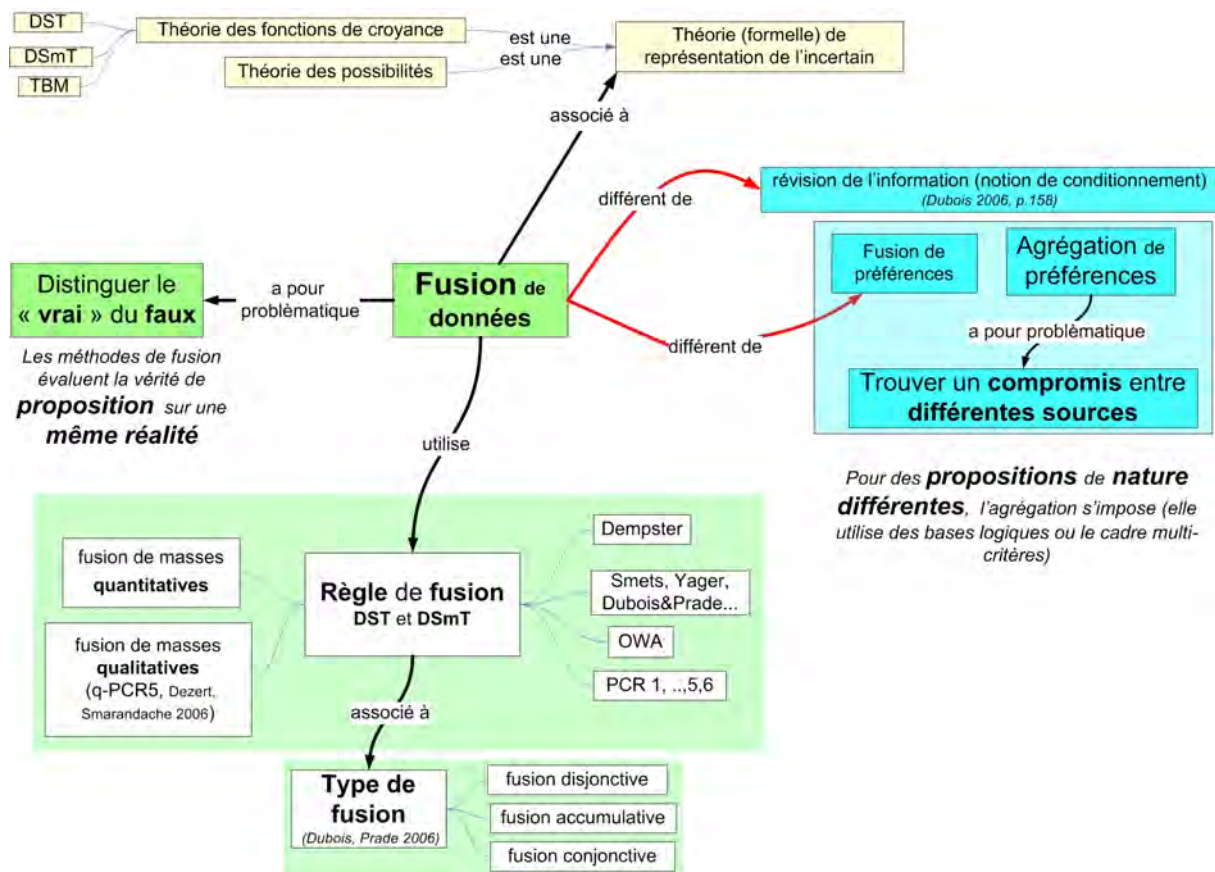 DST
DSmT
TBM
Théorie des fonctions de croyance
Théorie des possibilités
est une
est une
Théorie (formelle) de
représentation de l'incertain
associé à
différent de
révision de l'information (notion de conditionnement)
(Dubois 2006, p.158)
Fusion de
préférences
Agrégation de
préférences
a pour problèmatique
Trouver un compromis entre
différentes sources
Pour des propositions de nature
différentes, l'agrégation s'impose (elle
utilise des bases logiques ou le cadre multi-
critères)
différent de
Fusion de
données
a pour
problèmatique
Distinguer le
« vrai » du faux
Les méthodes de fusion
évaluent la vérité de
proposition sur une
même réalité
utilise
fusion de masses
quantitatives
fusion de masses
qualitatives
(q-PCR5, Dezert,
Smarandache 2006)
Règle de fusion
DST et DSmT
Dempster
Smets, Yager,
Dubois&Prade...
OWA
PCR 1, ..,5,6
associé à
Type de
fusion
(Dubois, Prade 2006)
fusion disjonctive
fusion accumulative
fusion conjonctive